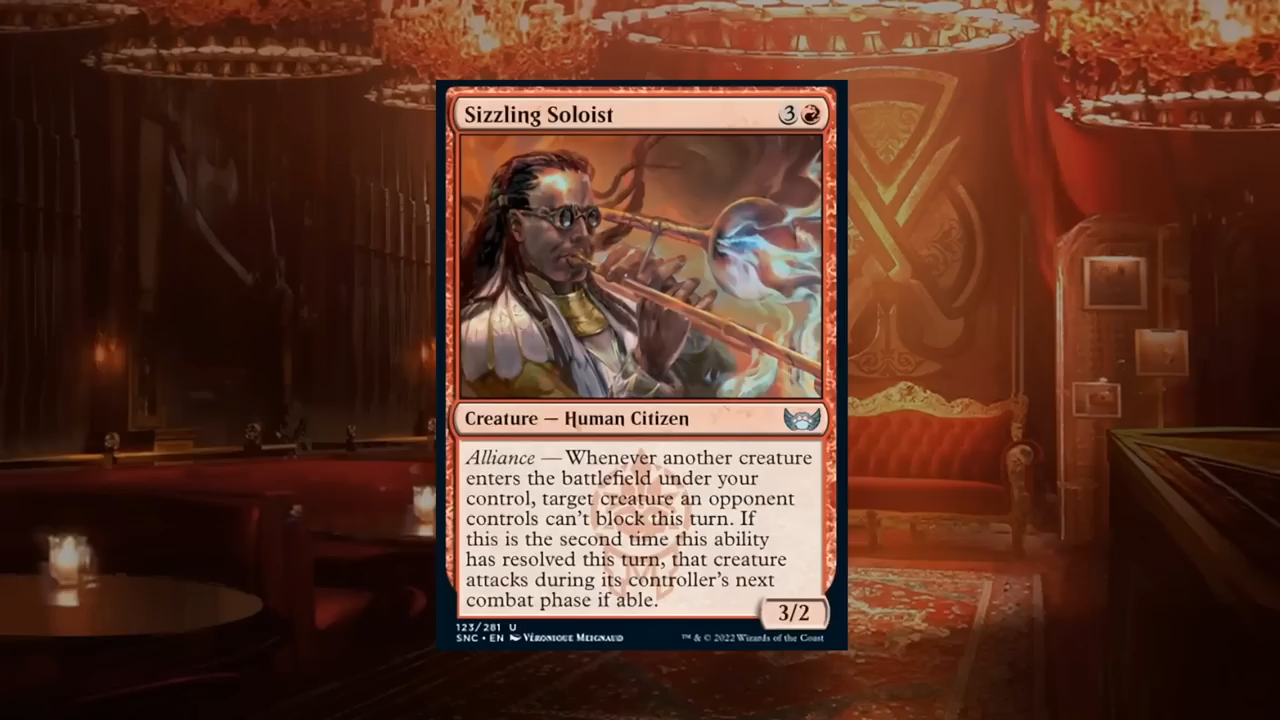 Sizzling Soloist 3
Creature — Human Citizen
Alliance — Whenever another creature
enters the battlefield under your
control, target creature an opponent
controls can't block this turn. If
this is the second time this ability
has resolved this turn, that creature
attacks during its controller's next
combat phase if able.
3/2
123/281 U
SNC • EN Véronique Meignaud
™ & © 2022 Wizards of the Coast